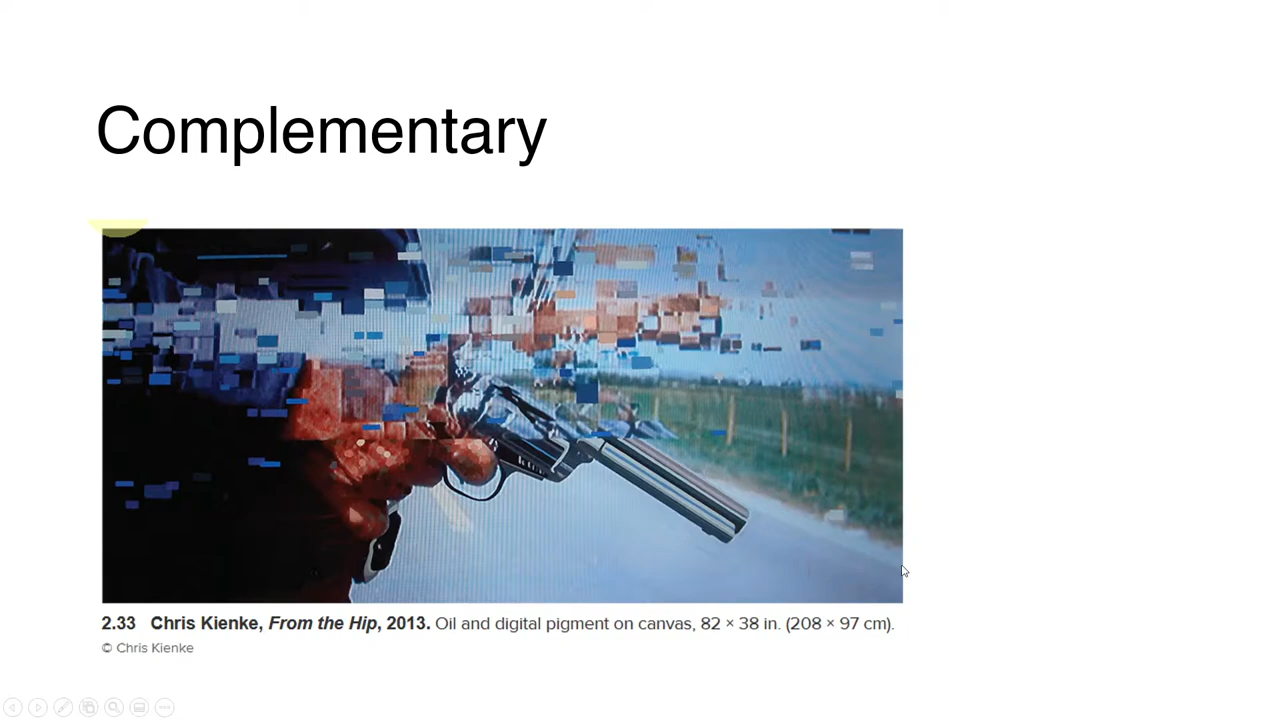 Complementary
2.33 Chris Kienke, From the Hip, 2013. Oil and digital pigment on canvas, 82 × 38 in. (208 × 97 cm).
© Chris Kienke